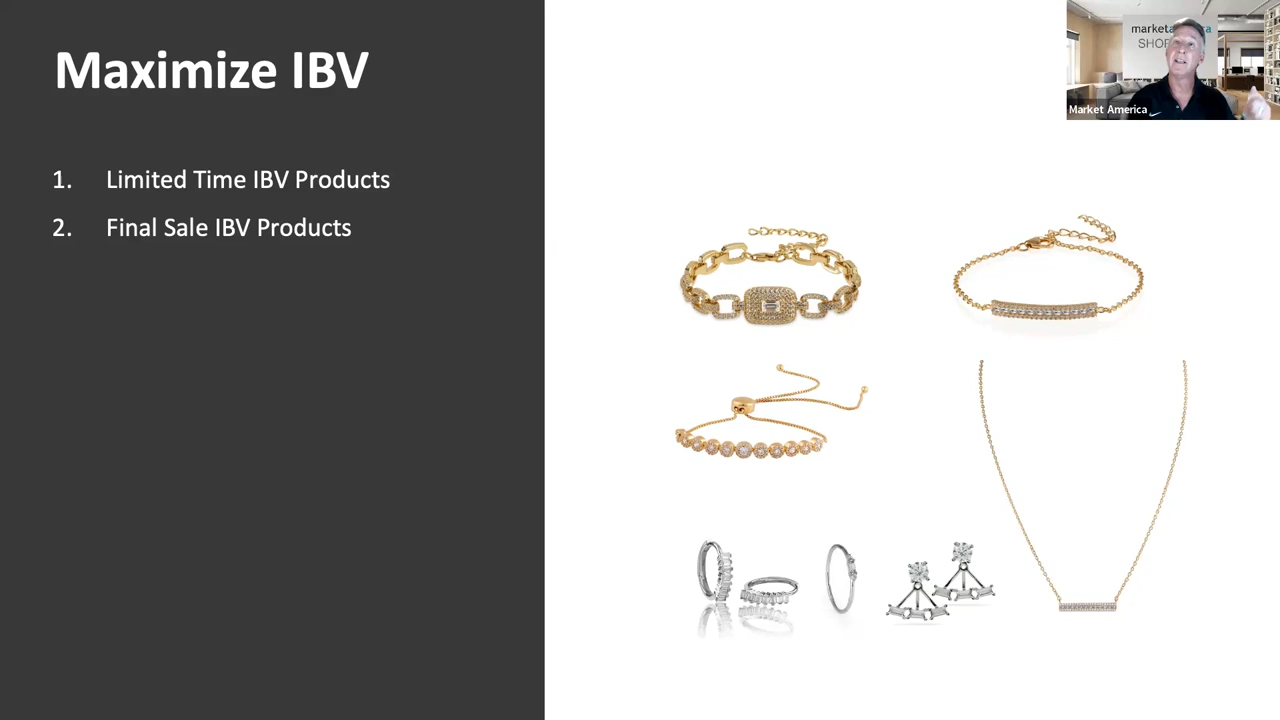 Maximize IBV
1. Limited Time IBV Products
2. Final Sale IBV Products
Market America